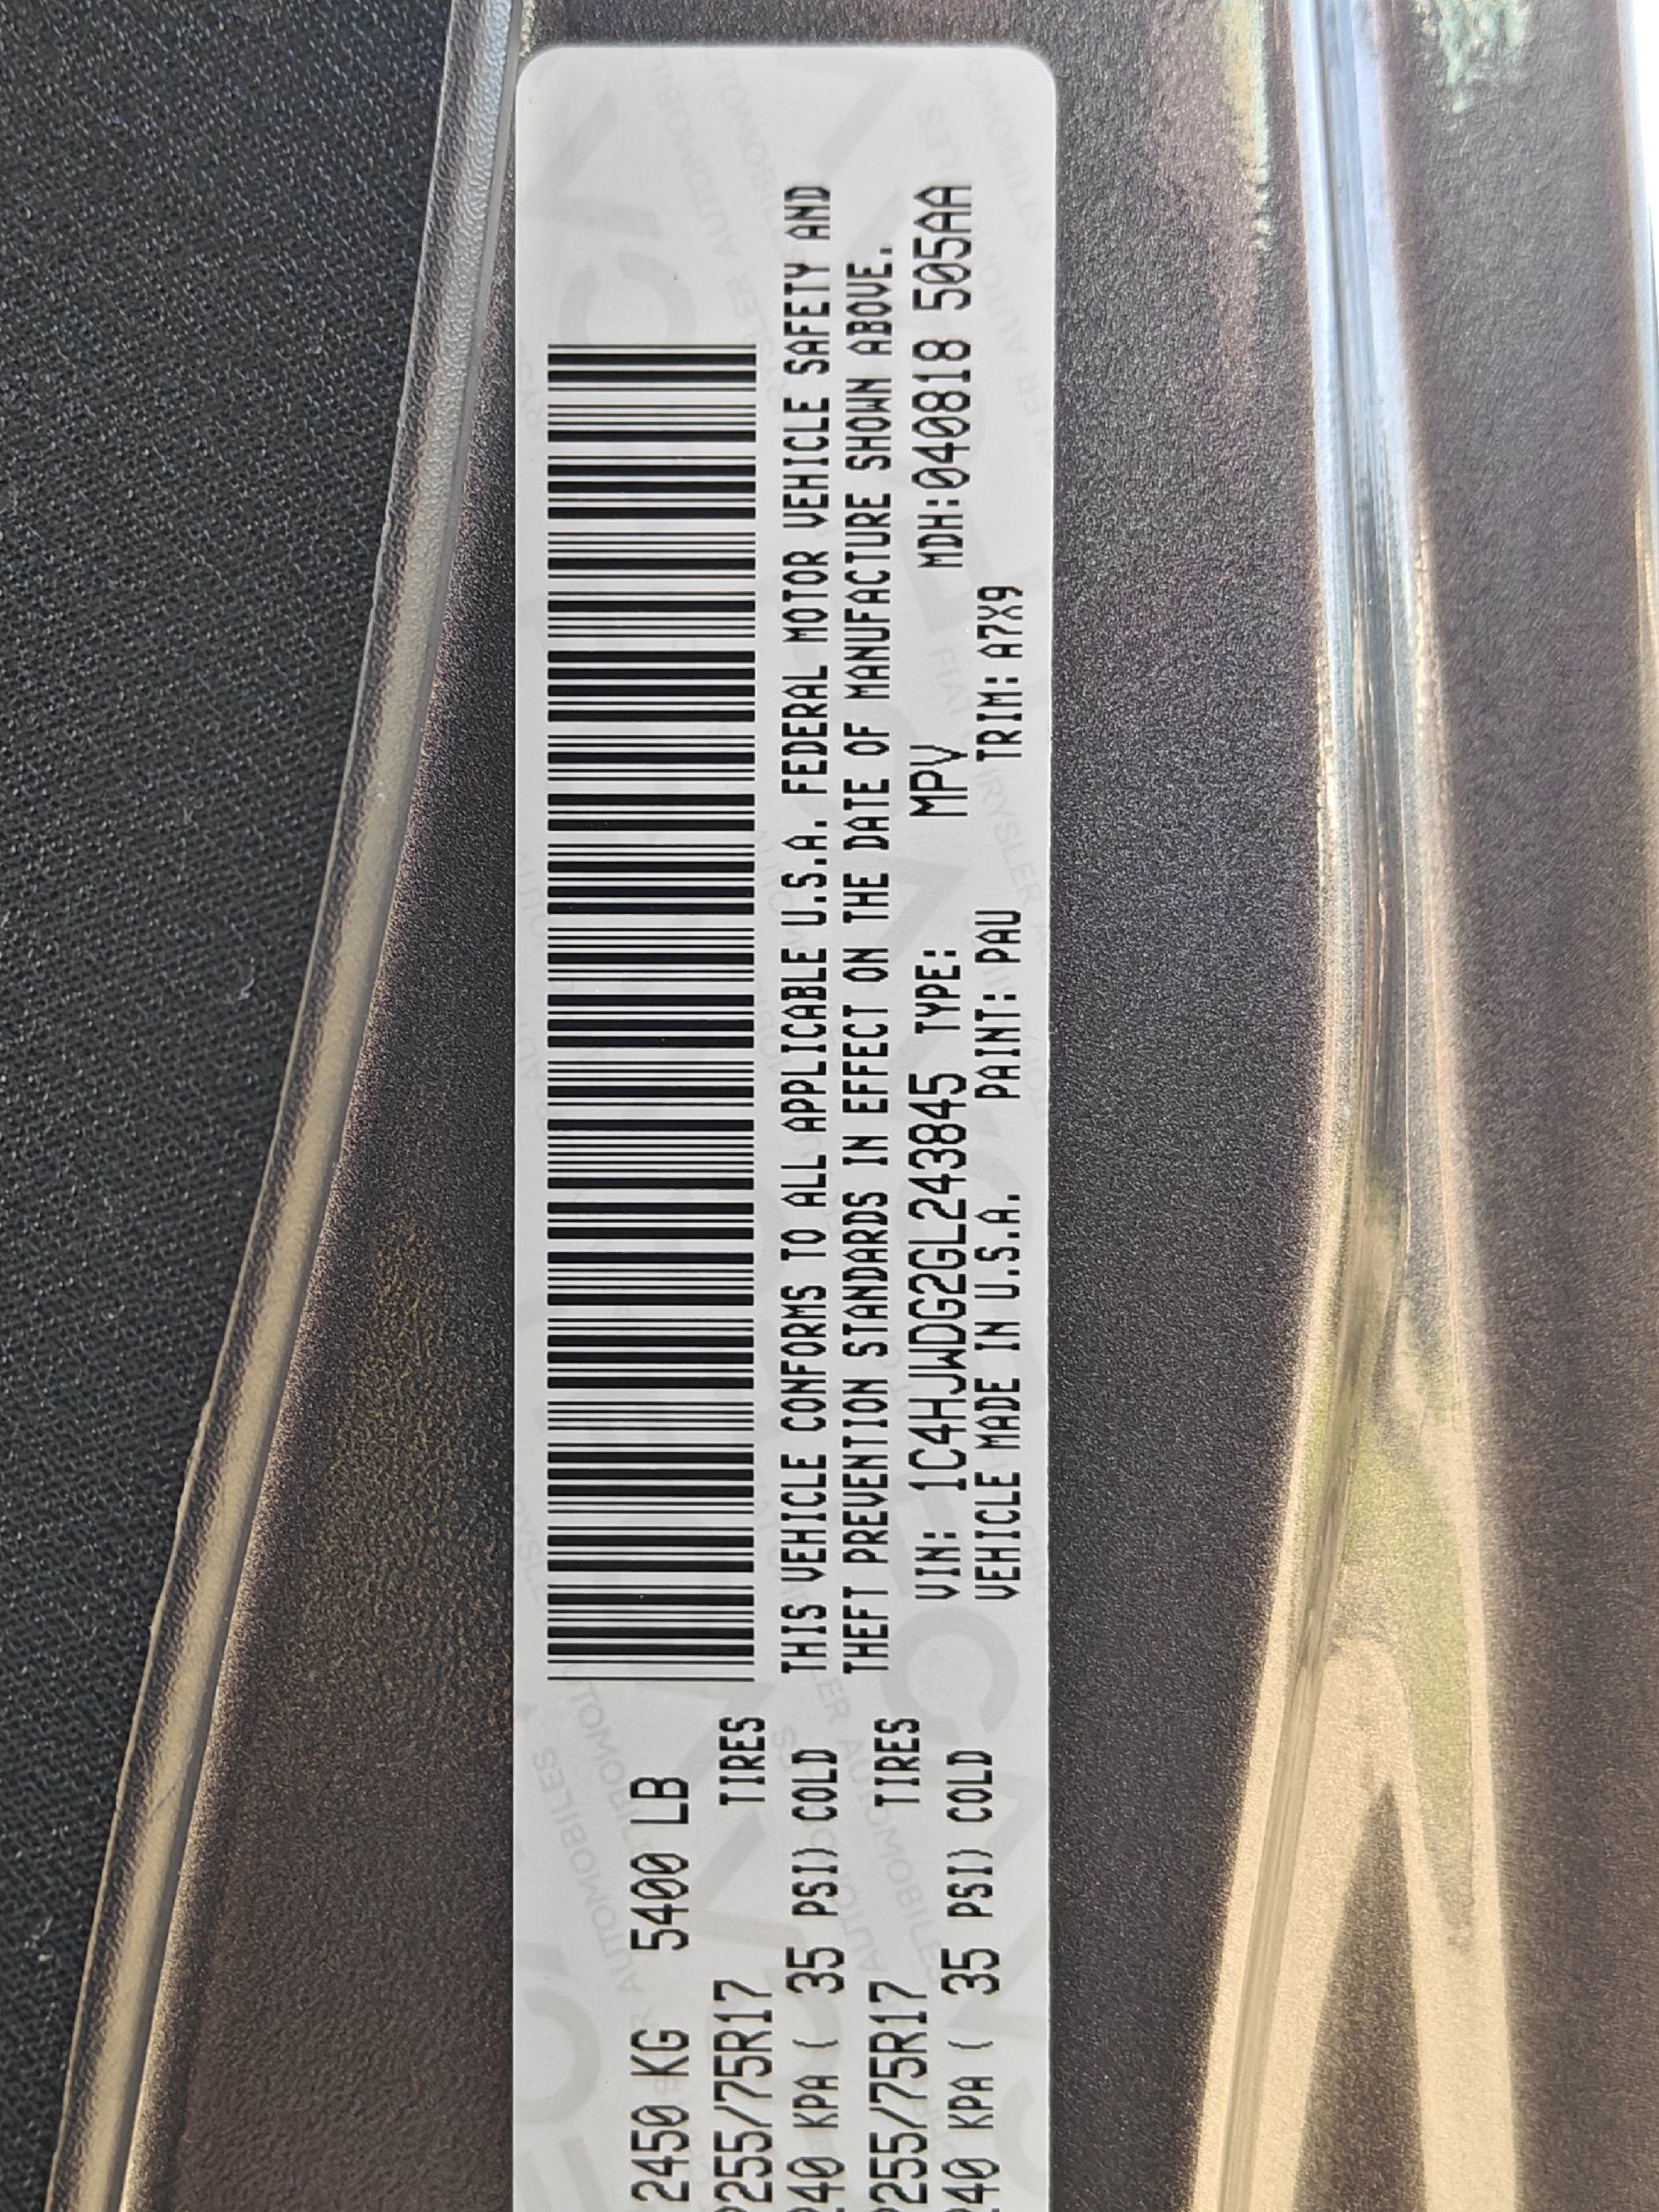 2450 KG 5400 LB
255/75R17 TIRES
240 KPA ( 35 PSI) COLD
255/75R17 TIRES
240 KPA ( 35 PSI) COLD
THIS VEHICLE CONFORMS TO ALL APPLICABLE U.S.A. FEDERAL MOTOR VEHICLE SAFETY AND
THEFT PREVENTION STANDARDS IN EFFECT ON THE DATE OF MANUFACTURE SHOWN ABOVE.
VIN: 1C4HJWDG2GL243845 TYPE: MPV MDH:040818 505AA
VEHICLE MADE IN U.S.A. PAINT: PAU TRIM: A7X9